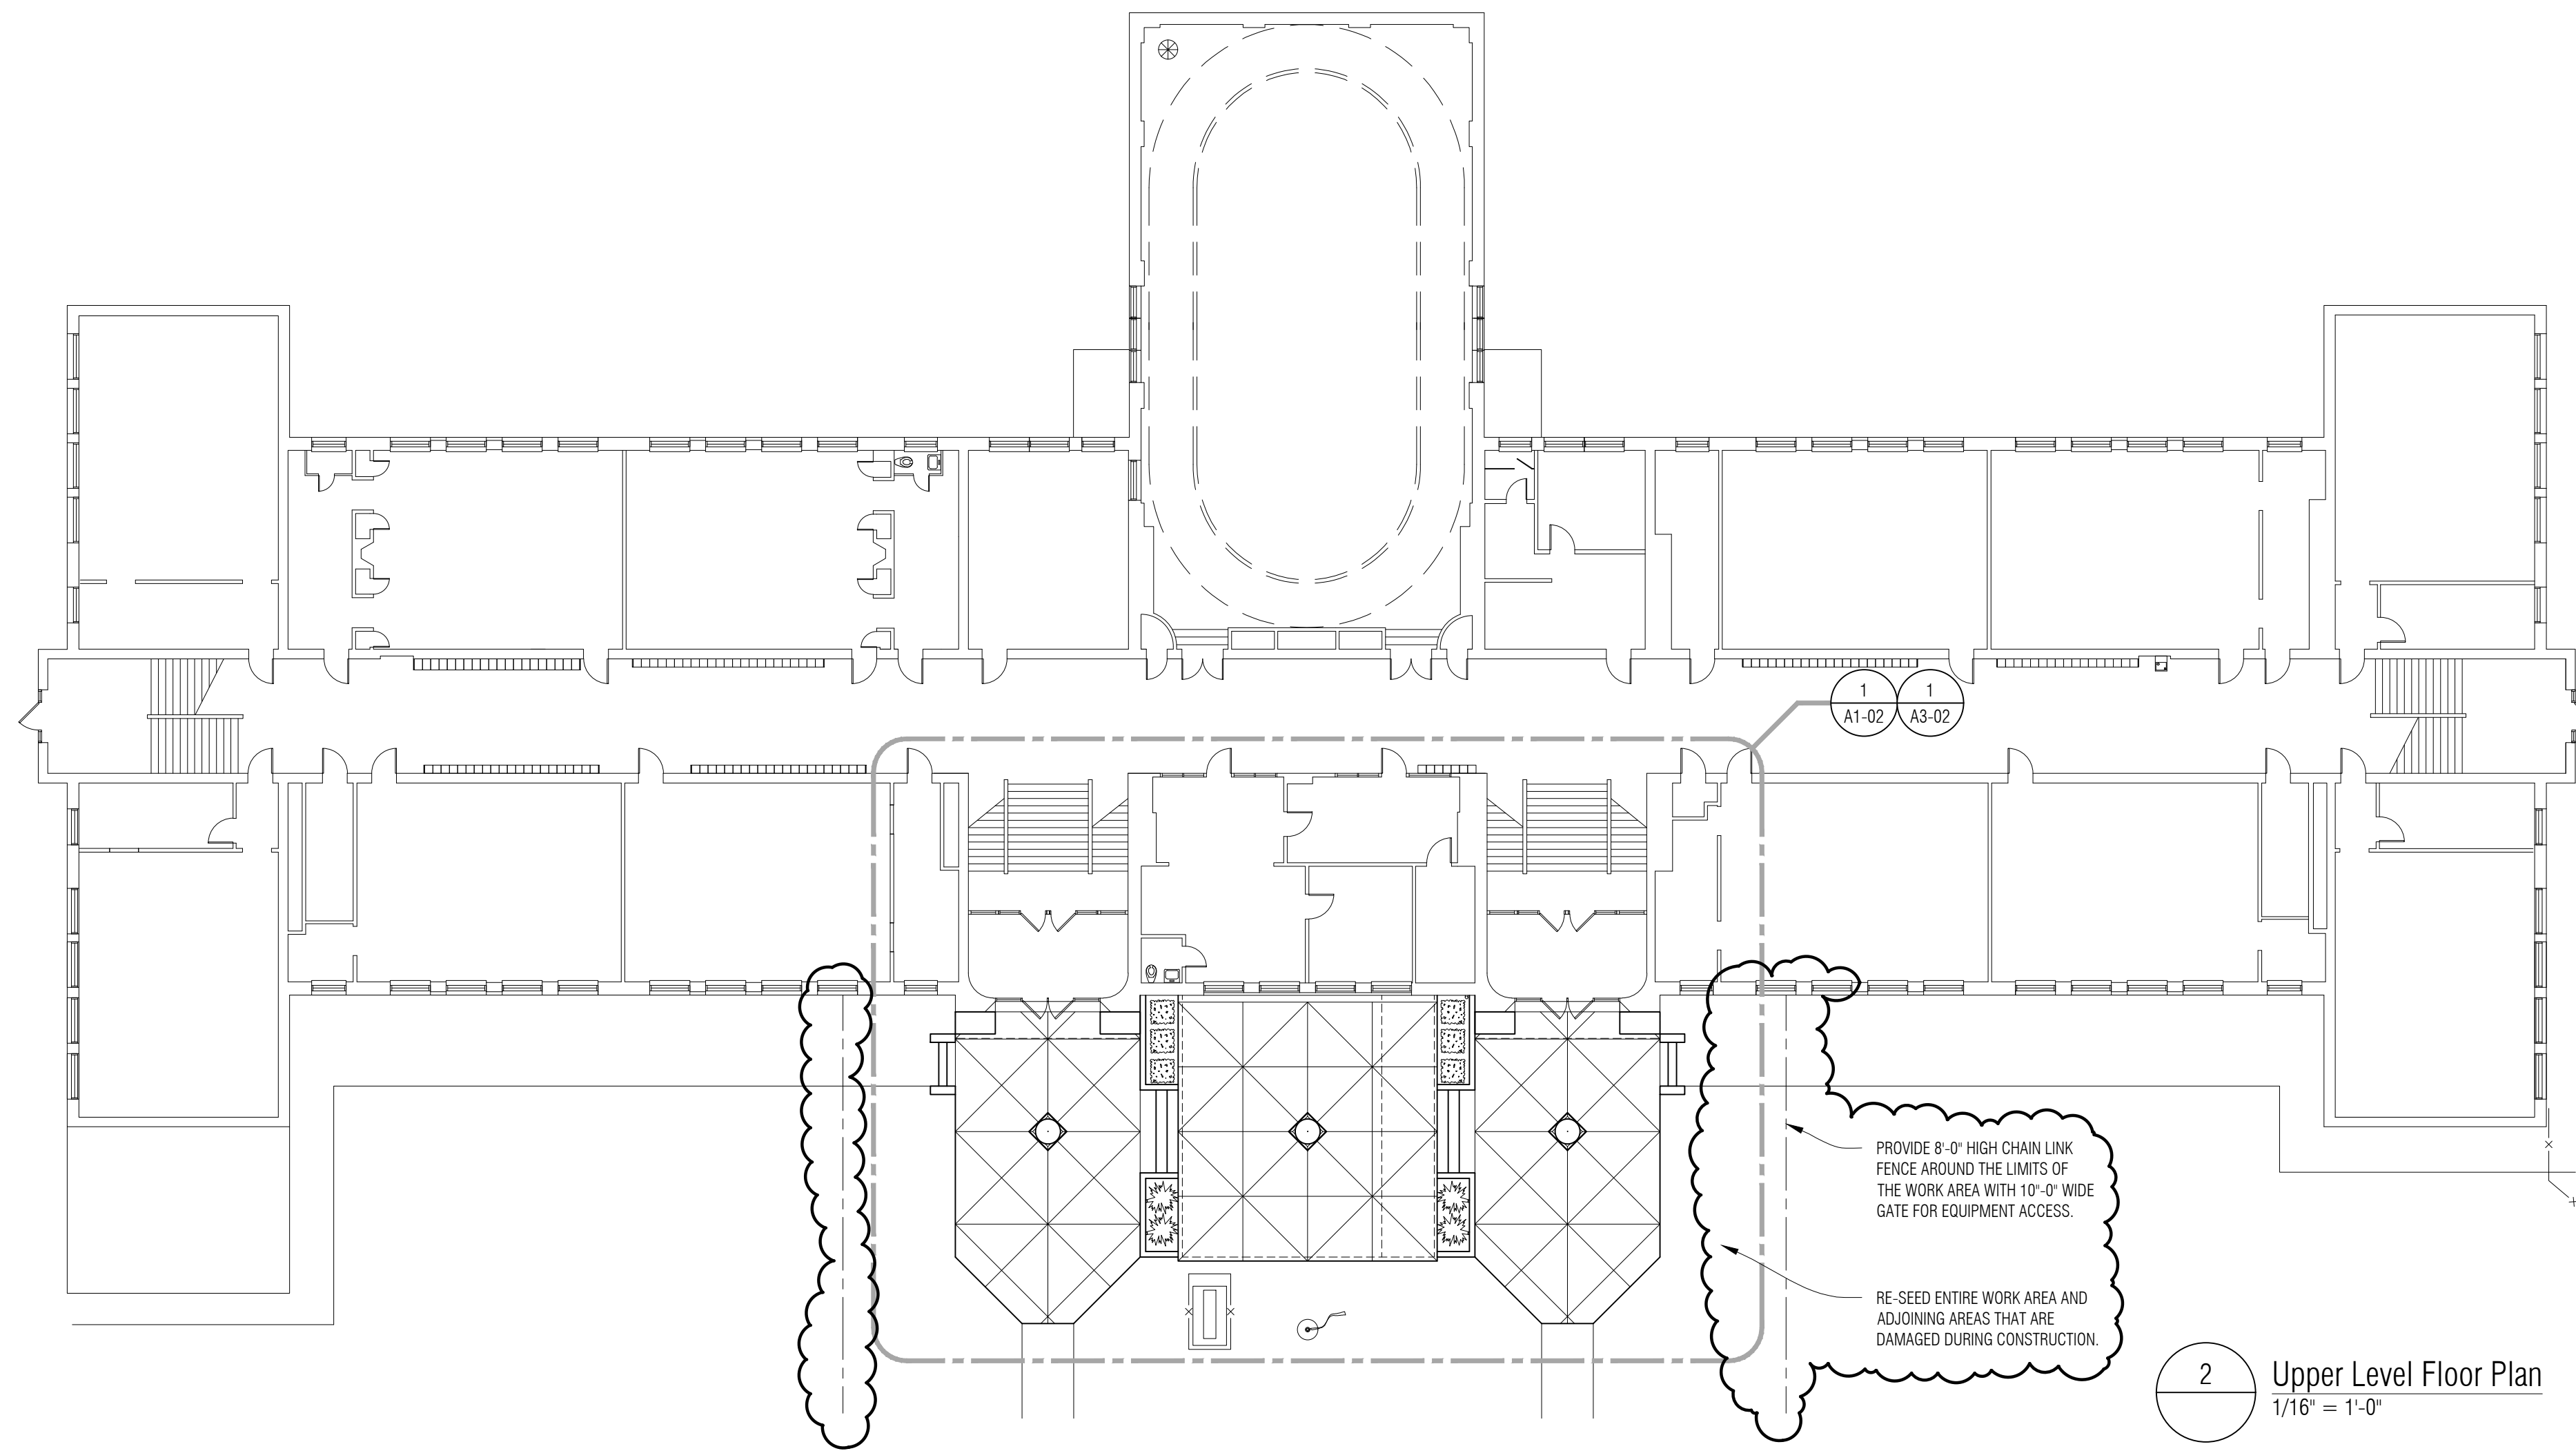 1
A1-02
1
A3-02
PROVIDE 8'-0" HIGH CHAIN LINK
FENCE AROUND THE LIMITS OF
THE WORK AREA WITH 10"-0" WIDE
GATE FOR EQUIPMENT ACCESS.
RE-SEED ENTIRE WORK AREA AND
ADJOINING AREAS THAT ARE
DAMAGED DURING CONSTRUCTION.
2
Upper Level Floor Plan
1/16" = 1'-0"